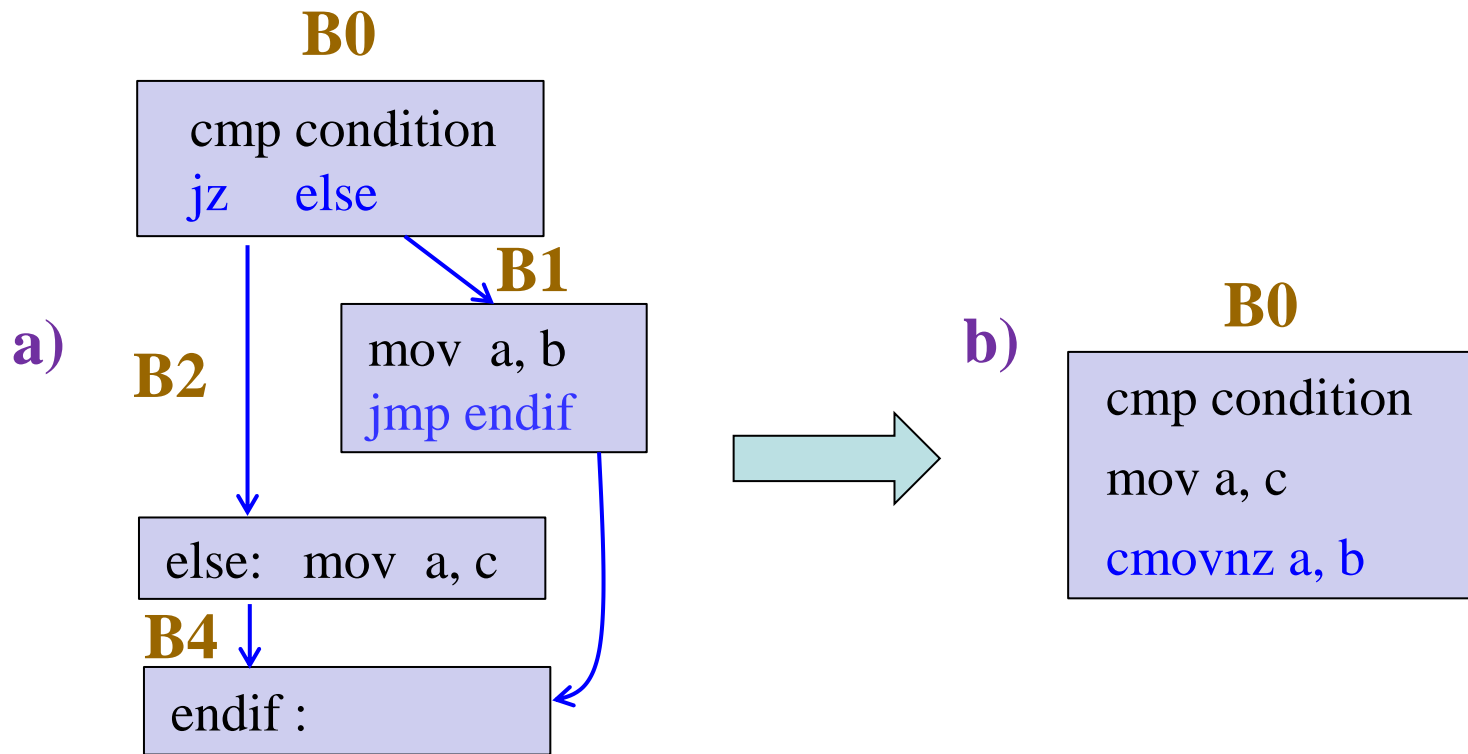 B0
cmp condition
jz else
B1
mov a, b
jmp endif
a)
B2
else: mov a, c
B4
endif :
b)
B0
cmp condition
mov a, c
cmovnz a, b